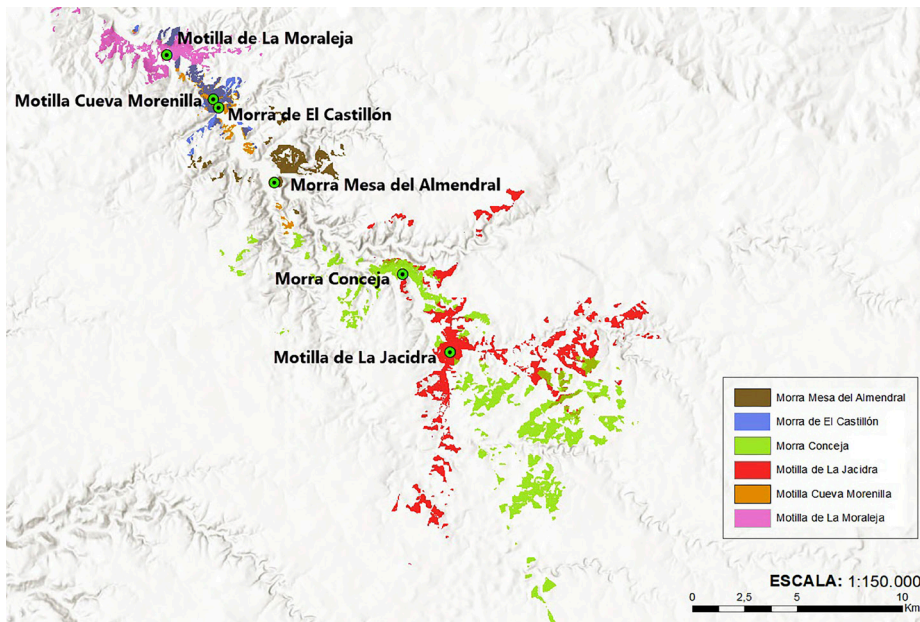 Motilla de La Moraleja
Motilla Cueva Morenilla
Morra de El Castillón
Morra Mesa del Almendral
Morra Conceja
Motilla de La Jacidra
Morra Mesa del Almendral
Morra de El Castillón
Morra Conceja
Motilla de La Jacidra
Motilla Cueva Morenilla
Motilla de La Moraleja
ESCALA: 1:150.000
0 2,5 5 10
Km